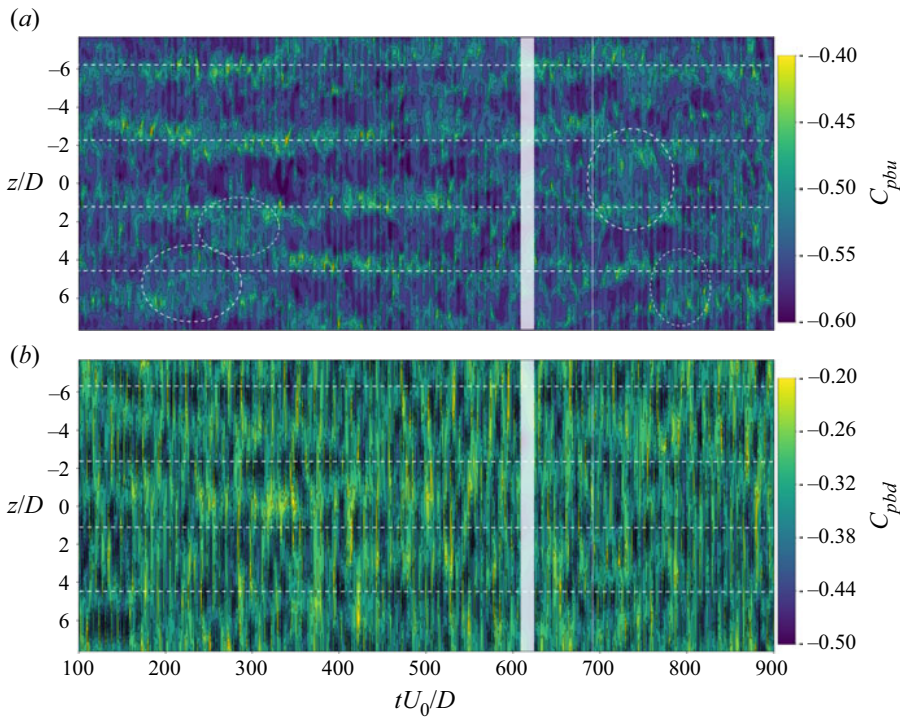 (a)
–6
–4
–2
z/D 0
2
4
6
–0.40
–0.45
–0.50
–0.55
–0.60
C_pbu
(b)
–6
–4
–2
z/D 0
2
4
6
–0.20
–0.26
–0.32
–0.38
–0.44
–0.50
C_pbd
100 200 300 400 500 600 700 800 900
tU_0/D